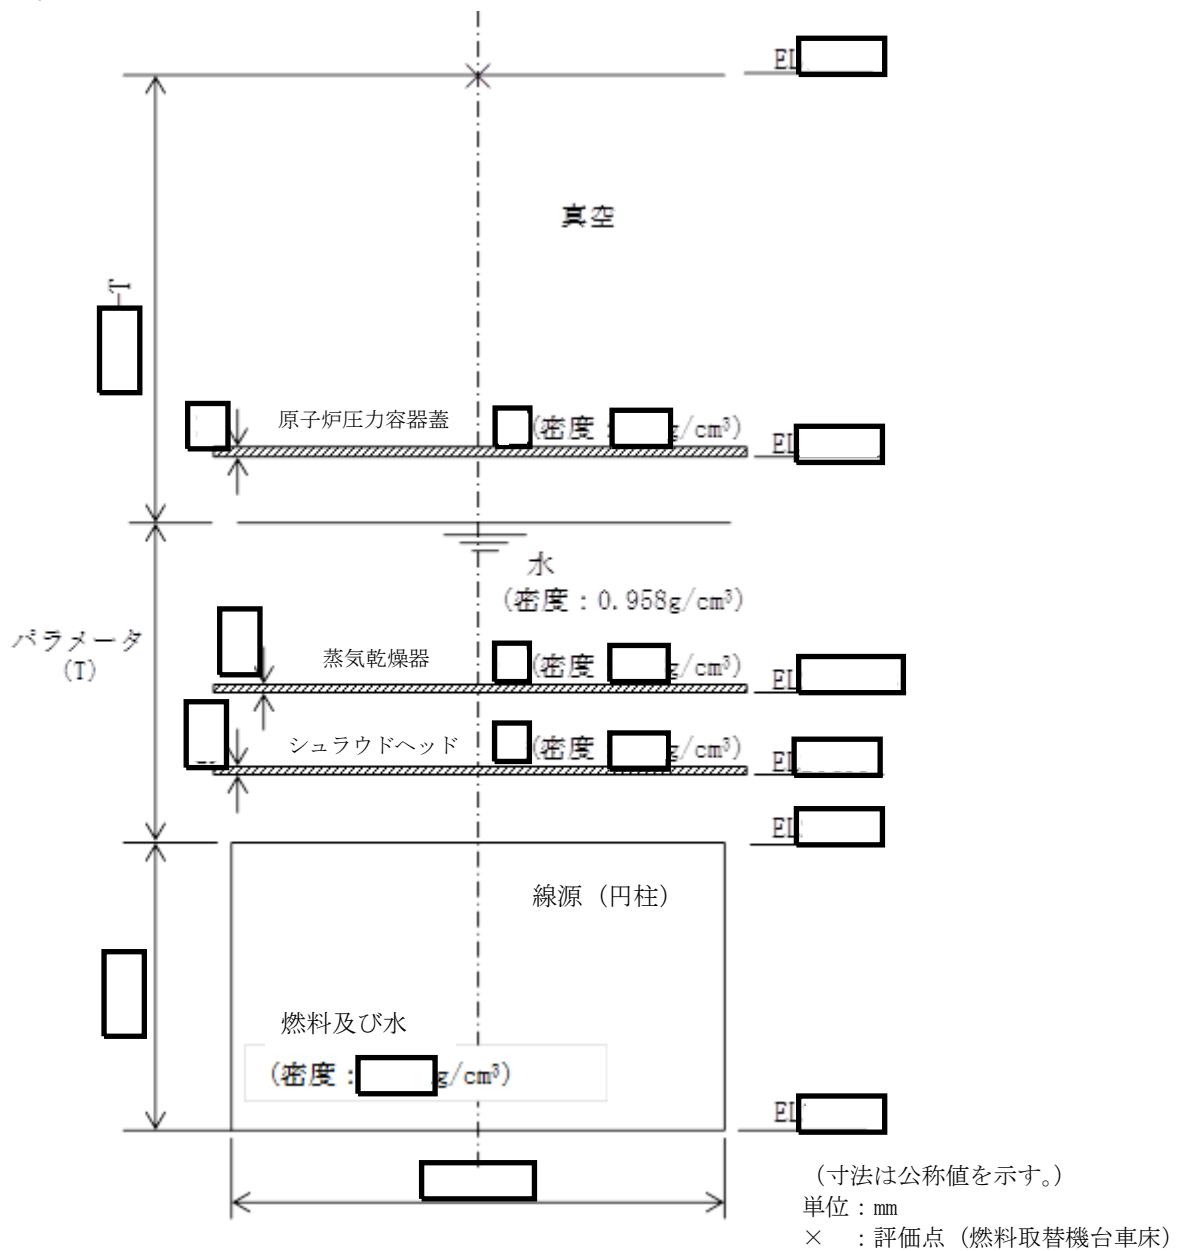 EL
真空
-T
原子炉圧力容器蓋
(密度:
g/cm³)
EL
水
(密度:0.958g/cm³)
パラメータ
(T)
蒸気乾燥器
(密度
g/cm³)
EL
シュラウドヘッド
(密度
g/cm³)
EL
EL
線源(円柱)
燃料及び水
(密度:
g/cm³)
EL
(寸法は公称値を示す。)
単位:mm
× :評価点(燃料取替機台車床)